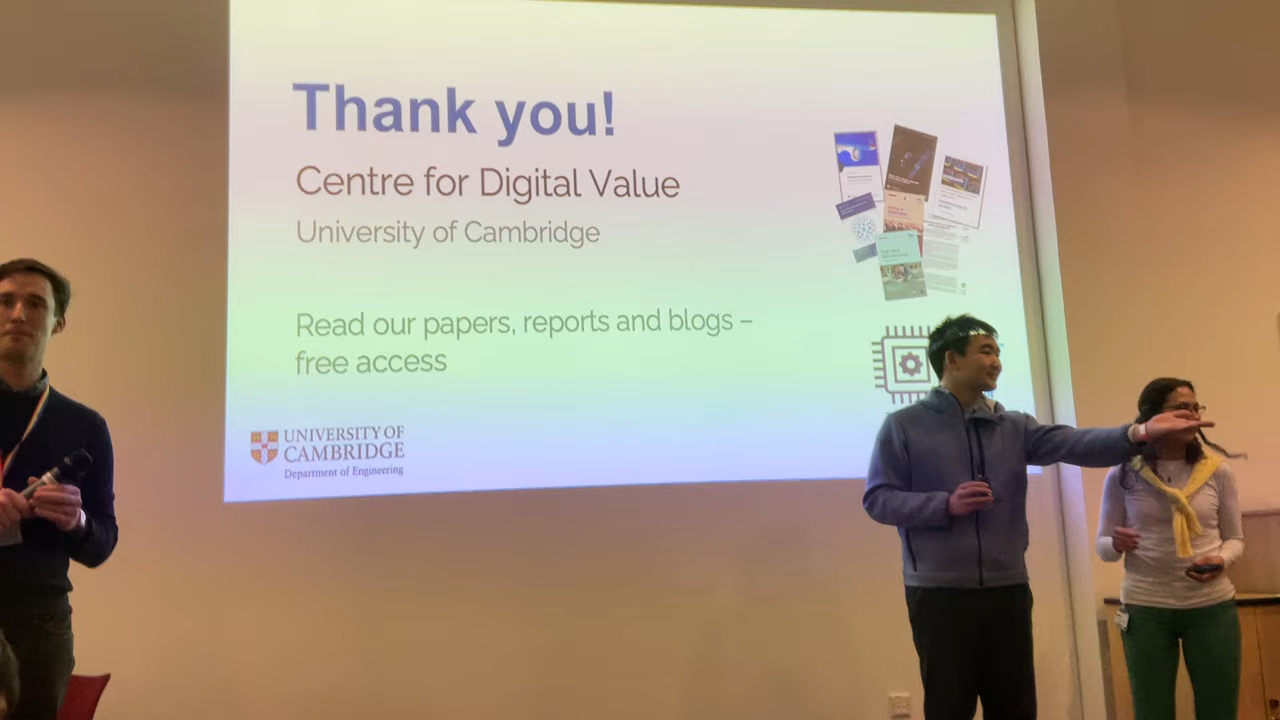 Thank you!
Centre for Digital Value
University of Cambridge
Read our papers, reports and blogs –
free access
UNIVERSITY OF
CAMBRIDGE
Department of Engineering